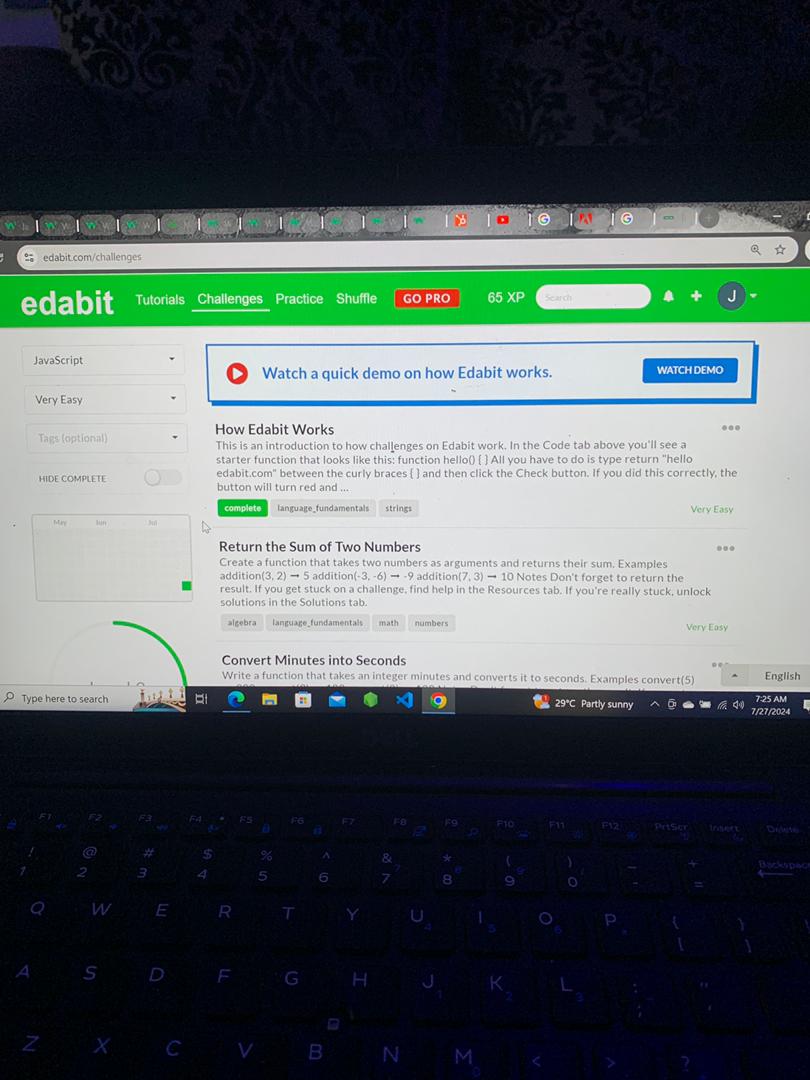 edabit.com/challenges
edabit
Tutorials Challenges Practice Shuffle GO PRO 65 XP Search J
JavaScript
Very Easy
Tags (optional)
HIDE COMPLETE
May Jun Jul
Watch a quick demo on how Edabit works. WATCH DEMO
How Edabit Works
This is an introduction to how challenges on Edabit work. In the Code tab above you'll see a
starter function that looks like this: function hello() { } All you have to do is type return "hello
edabit.com" between the curly braces { } and then click the Check button. If you did this correctly, the
button will turn red and ...
complete language_fundamentals strings Very Easy
Return the Sum of Two Numbers
Create a function that takes two numbers as arguments and returns their sum. Examples
addition(3, 2) ➞ 5 addition(-3, -6) ➞ -9 addition(7, 3) ➞ 10 Notes Don't forget to return the
result. If you get stuck on a challenge, find help in the Resources tab. If you're really stuck, unlock
solutions in the Solutions tab.
algebra language_fundamentals math numbers Very Easy
Convert Minutes into Seconds
Write a function that takes an integer minutes and converts it to seconds. Examples convert(5)
English
Type here to search 29°C Partly sunny 7:25 AM
7/27/2024
F1 F2 F3 F4 F5 F6 F7 F8 F9 F10 F11 F12 PrtScr Insert Delete
! @ # $ % ^ & * ( ) _ + Backspace
1 2 3 4 5 6 7 8 9 0 - =
Q W E R T Y U I O P { }
[ ]
A S D F G H J K L : "
;
Z X C V B N M < > ?